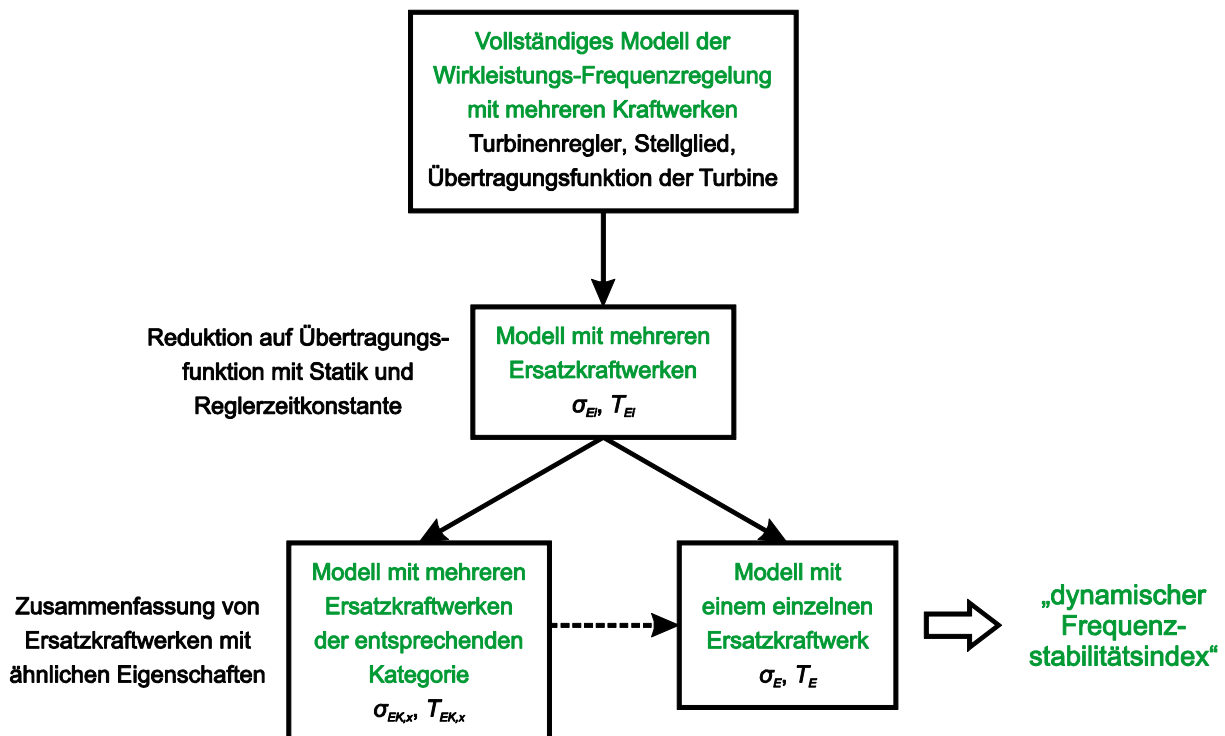 Vollständiges Modell der
Wirkleistungs-Frequenzregelung
mit mehreren Kraftwerken
Turbinenregler, Stellglied,
Übertragungsfunktion der Turbine
Reduktion auf Übertragungs-
funktion mit Statik und
Reglerzeitkonstante
Modell mit mehreren
Ersatzkraftwerken
σEi, TEi
Zusammenfassung von
Ersatzkraftwerken mit
ähnlichen Eigenschaften
Modell mit mehreren
Ersatzkraftwerken
der entsprechenden
Kategorie
σEK,x, TEK,x
Modell mit
einem einzelnen
Ersatzkraftwerk
σE, TE
„dynamischer
Frequenz-
stabilitätsindex“